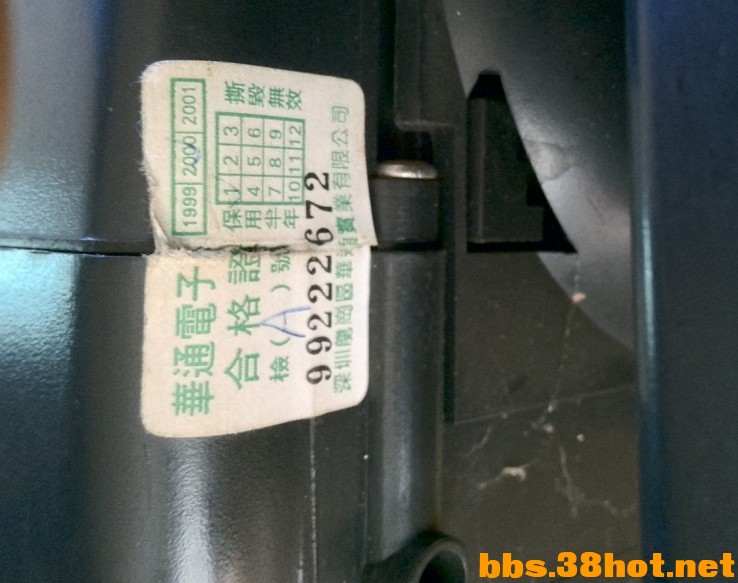 華通電子
合格證
檢(A)號
99222672
深圳龍崗區華通實業有限公司
1999 2000 2001
保用半年
1 2 3
4 5 6
7 8 9
10 11 12
撕毀無效
bbs.38hot.net